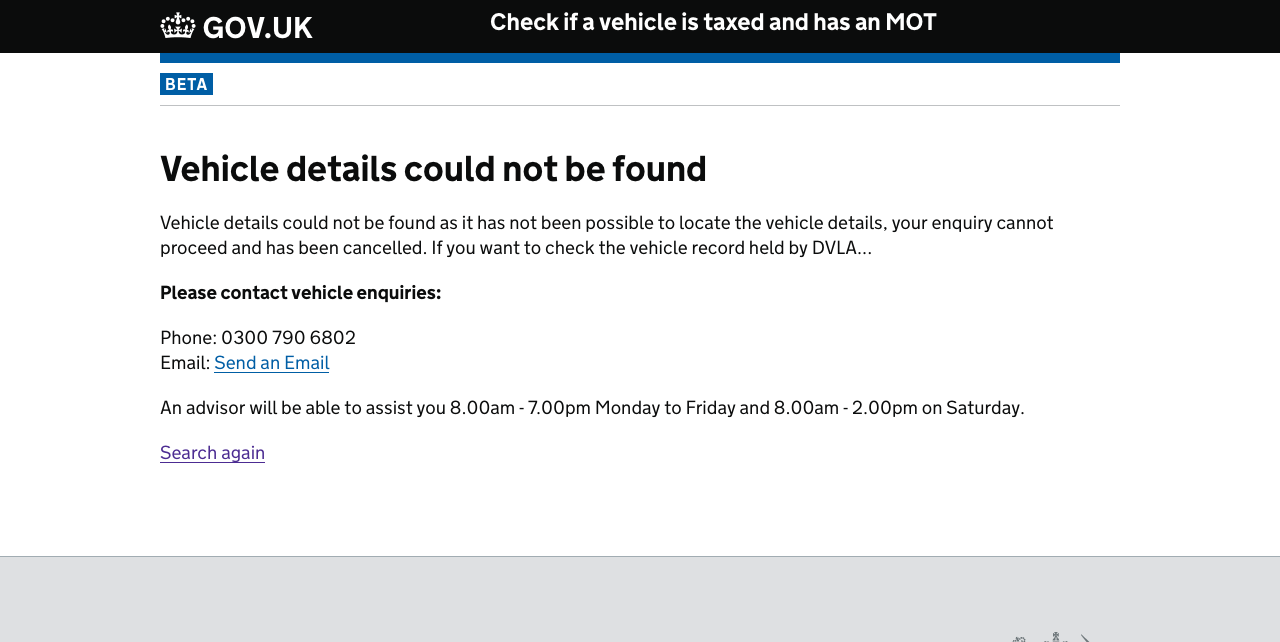 GOV.UK
Check if a vehicle is taxed and has an MOT
BETA
Vehicle details could not be found
Vehicle details could not be found as it has not been possible to locate the vehicle details, your enquiry cannot
proceed and has been cancelled. If you want to check the vehicle record held by DVLA...
Please contact vehicle enquiries:
Phone: 0300 790 6802
Email: Send an Email
An advisor will be able to assist you 8.00am - 7.00pm Monday to Friday and 8.00am - 2.00pm on Saturday.
Search again